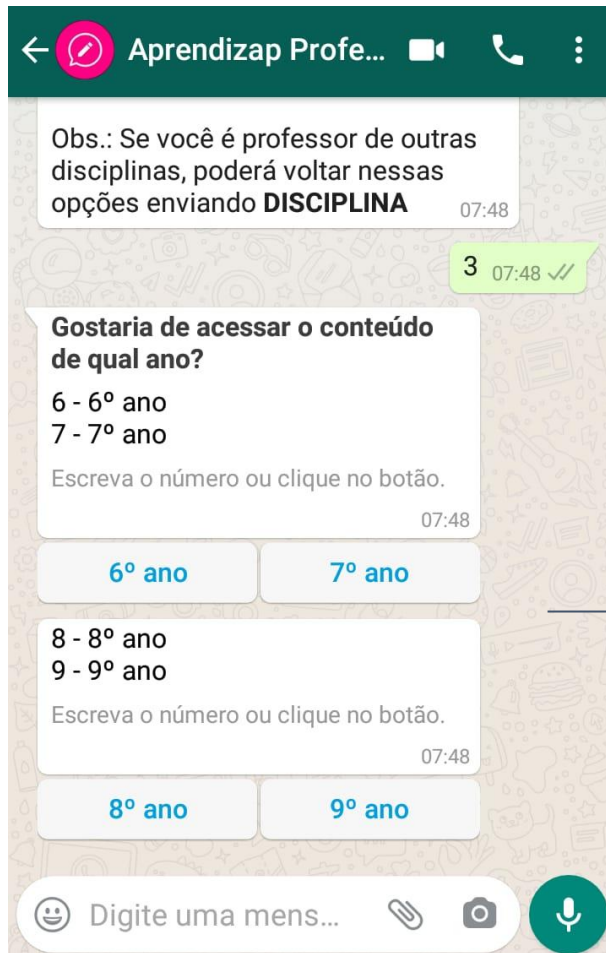 Aprendizap Profe...
Obs.: Se você é professor de outras
disciplinas, poderá voltar nessas
opções enviando DISCIPLINA
07:48
3 07:48
Gostaria de acessar o conteúdo
de qual ano?
6 - 6º ano
7 - 7º ano
Escreva o número ou clique no botão.
07:48
6º ano 7º ano
8 - 8º ano
9 - 9º ano
Escreva o número ou clique no botão.
07:48
8º ano 9º ano
Digite uma mens...